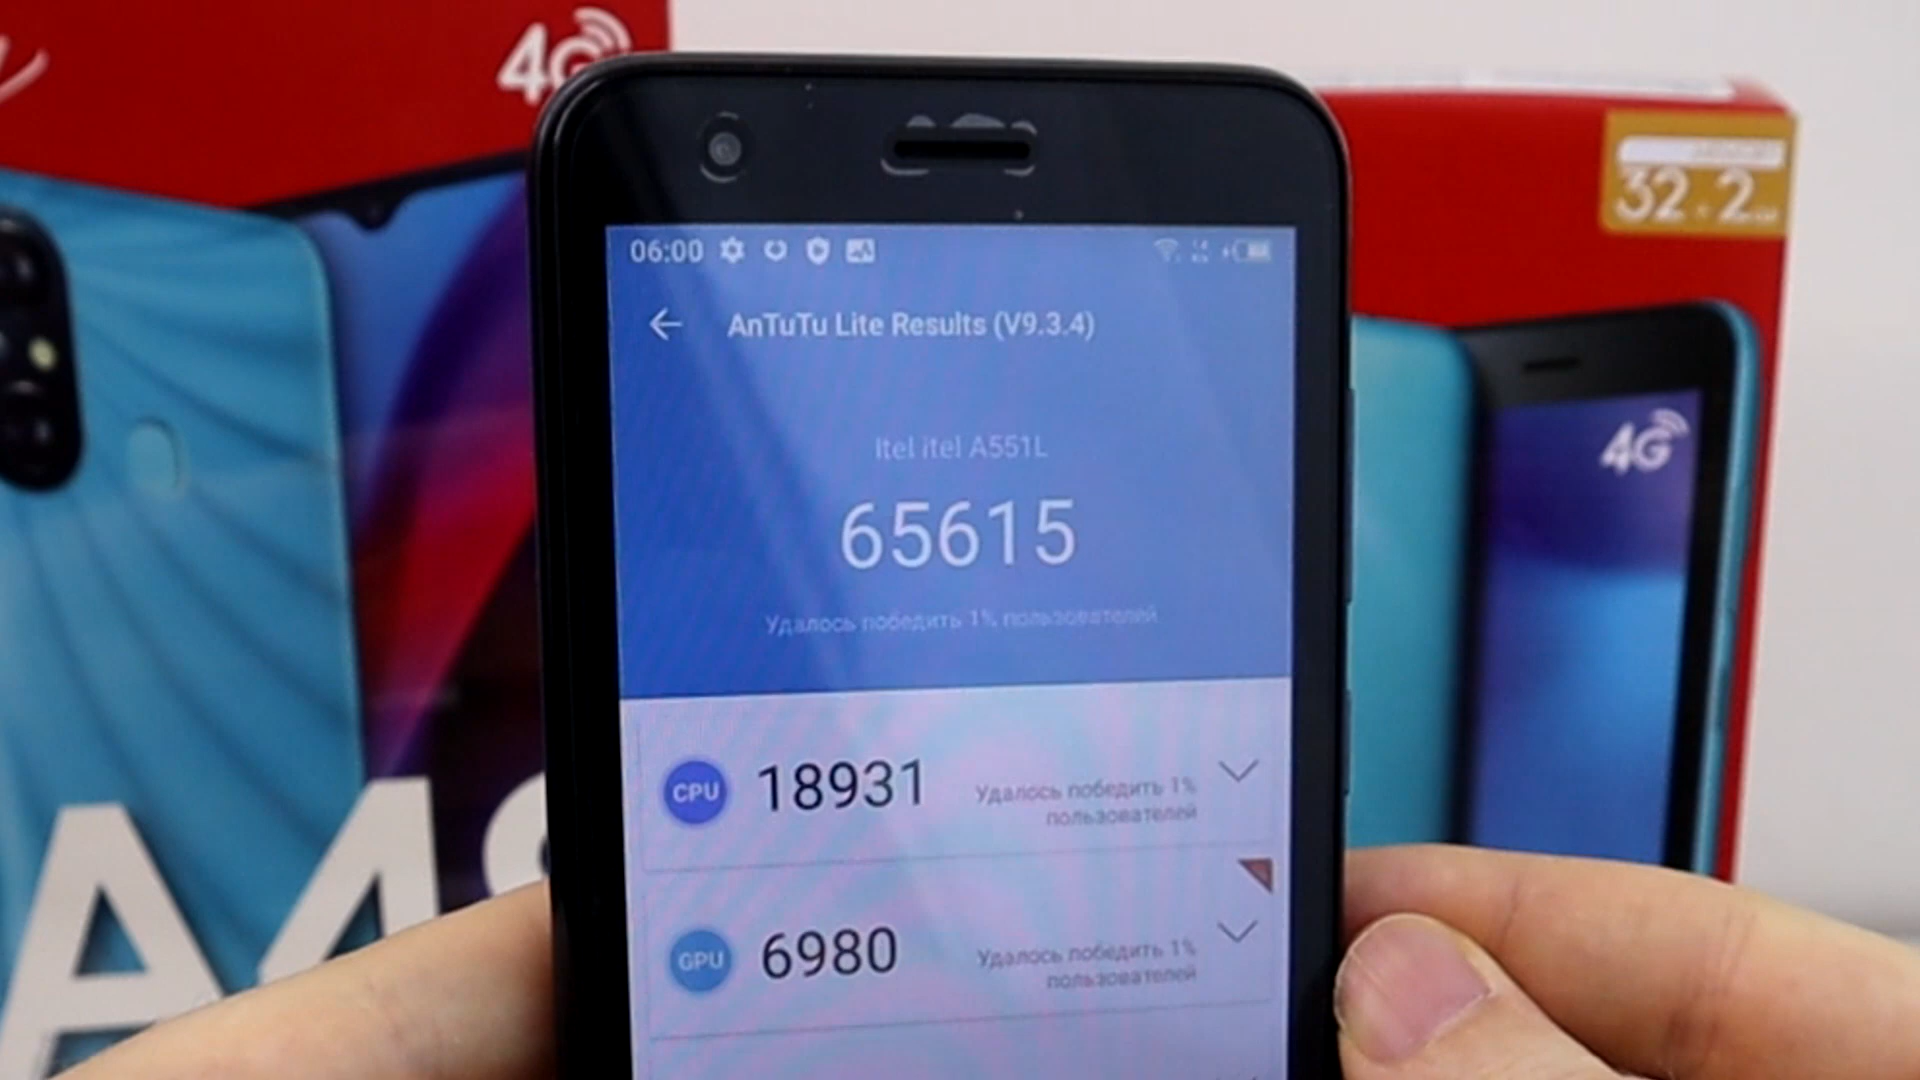 4G
32+2
06:00
AnTuTu Lite Results (V9.3.4)
Itel itel A551L
65615
Удалось победить 1% пользователей
4G
CPU
18931
Удалось победить 1%
пользователей
GPU
6980
Удалось победить 1%
пользователей